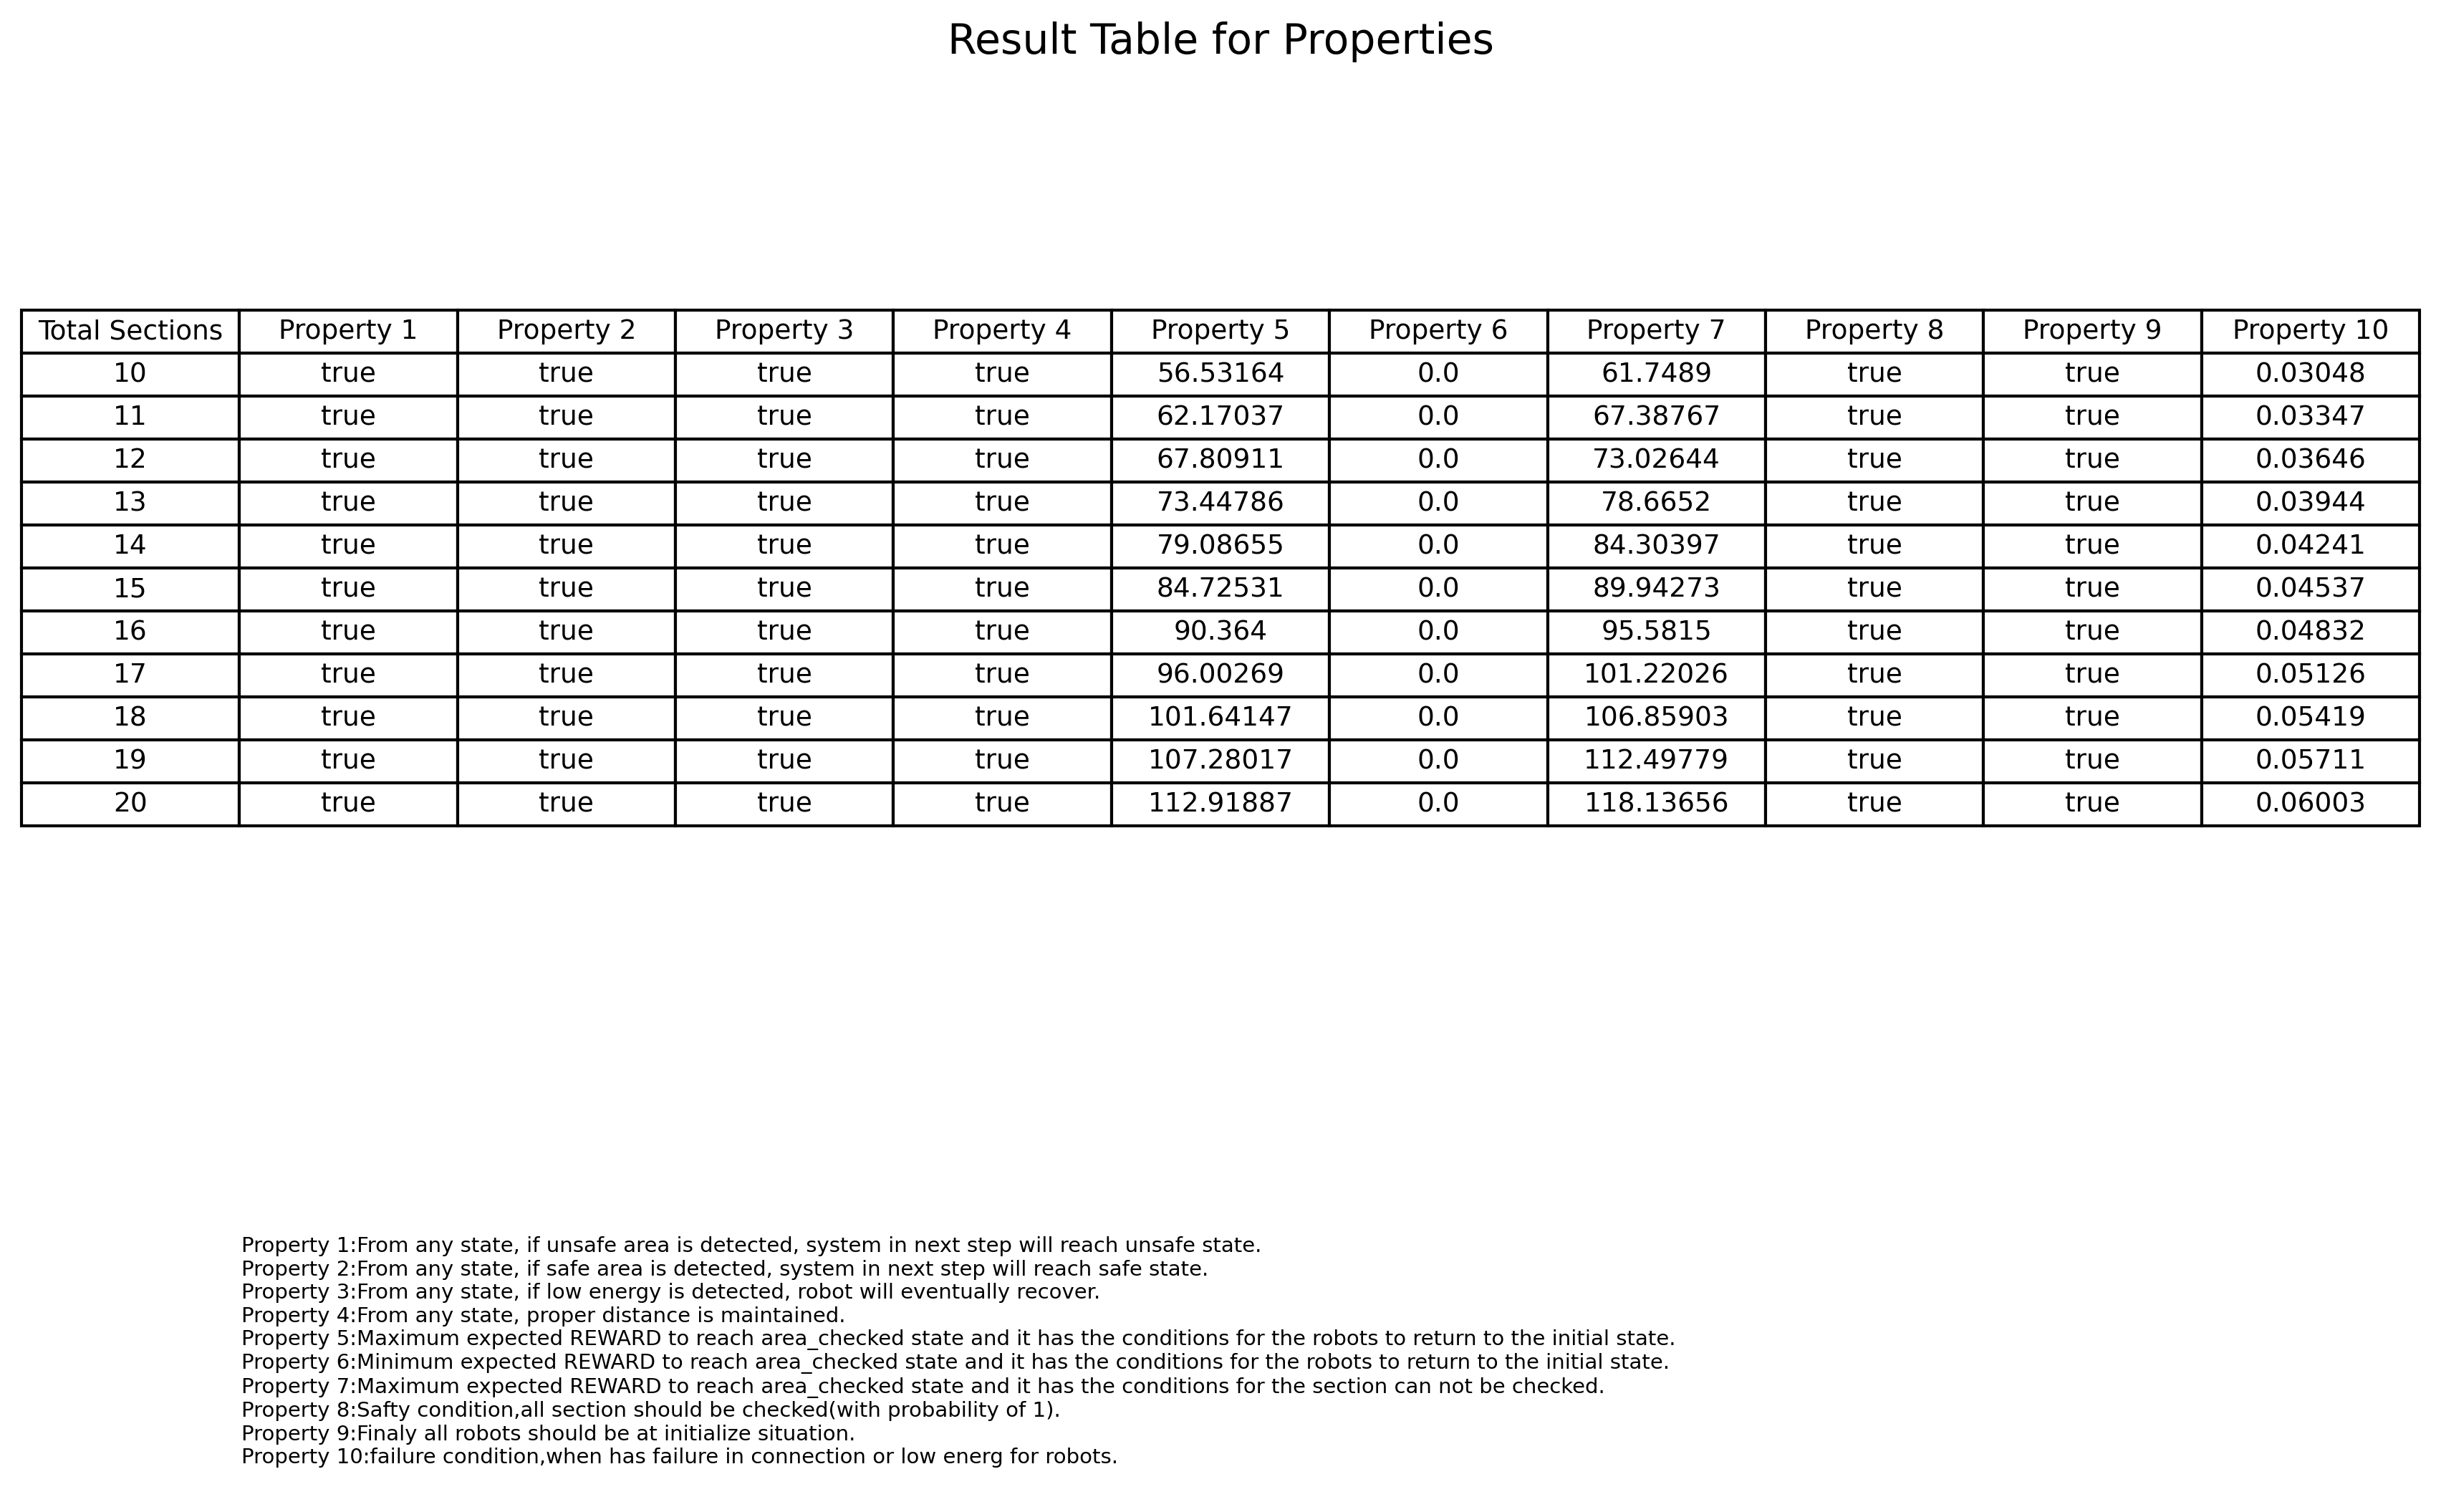 Result Table for Properties
Total Sections Property 1 Property 2 Property 3 Property 4 Property 5 Property 6 Property 7 Property 8 Property 9 Property 10
10 true true true true 56.53164 0.0 61.7489 true true 0.03048
11 true true true true 62.17037 0.0 67.38767 true true 0.03347
12 true true true true 67.80911 0.0 73.02644 true true 0.03646
13 true true true true 73.44786 0.0 78.6652 true true 0.03944
14 true true true true 79.08655 0.0 84.30397 true true 0.04241
15 true true true true 84.72531 0.0 89.94273 true true 0.04537
16 true true true true 90.364 0.0 95.5815 true true 0.04832
17 true true true true 96.00269 0.0 101.22026 true true 0.05126
18 true true true true 101.64147 0.0 106.85903 true true 0.05419
19 true true true true 107.28017 0.0 112.49779 true true 0.05711
20 true true true true 112.91887 0.0 118.13656 true true 0.06003
Property 1:From any state, if unsafe area is detected, system in next step will reach unsafe state.
Property 2:From any state, if safe area is detected, system in next step will reach safe state.
Property 3:From any state, if low energy is detected, robot will eventually recover.
Property 4:From any state, proper distance is maintained.
Property 5:Maximum expected REWARD to reach area_checked state and it has the conditions for the robots to return to the initial state.
Property 6:Minimum expected REWARD to reach area_checked state and it has the conditions for the robots to return to the initial state.
Property 7:Maximum expected REWARD to reach area_checked state and it has the conditions for the section can not be checked.
Property 8:Safty condition,all section should be checked(with probability of 1).
Property 9:Finaly all robots should be at initialize situation.
Property 10:failure condition,when has failure in connection or low energ for robots.